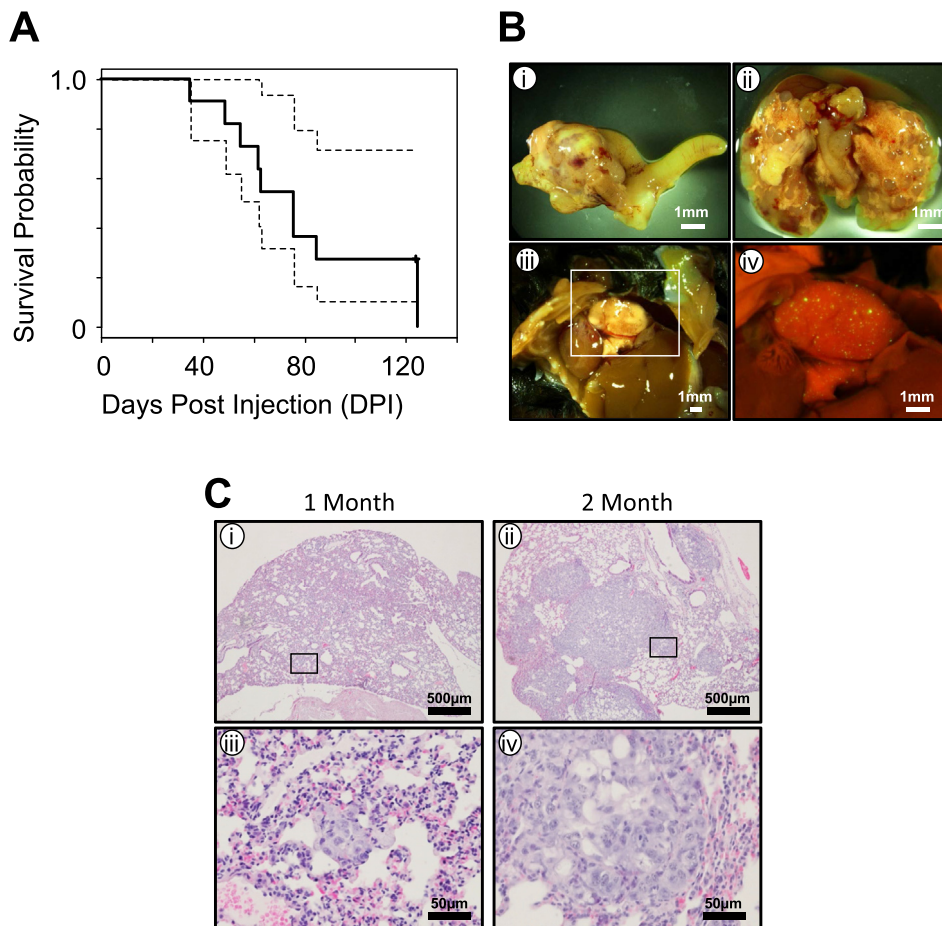 A
1.0
Survival Probability
0
0
40
80
120
Days Post Injection (DPI)
B
i
1mm
ii
1mm
iii
1mm
iv
1mm
C
1 Month
2 Month
i
500µm
ii
500µm
iii
50µm
iv
50µm